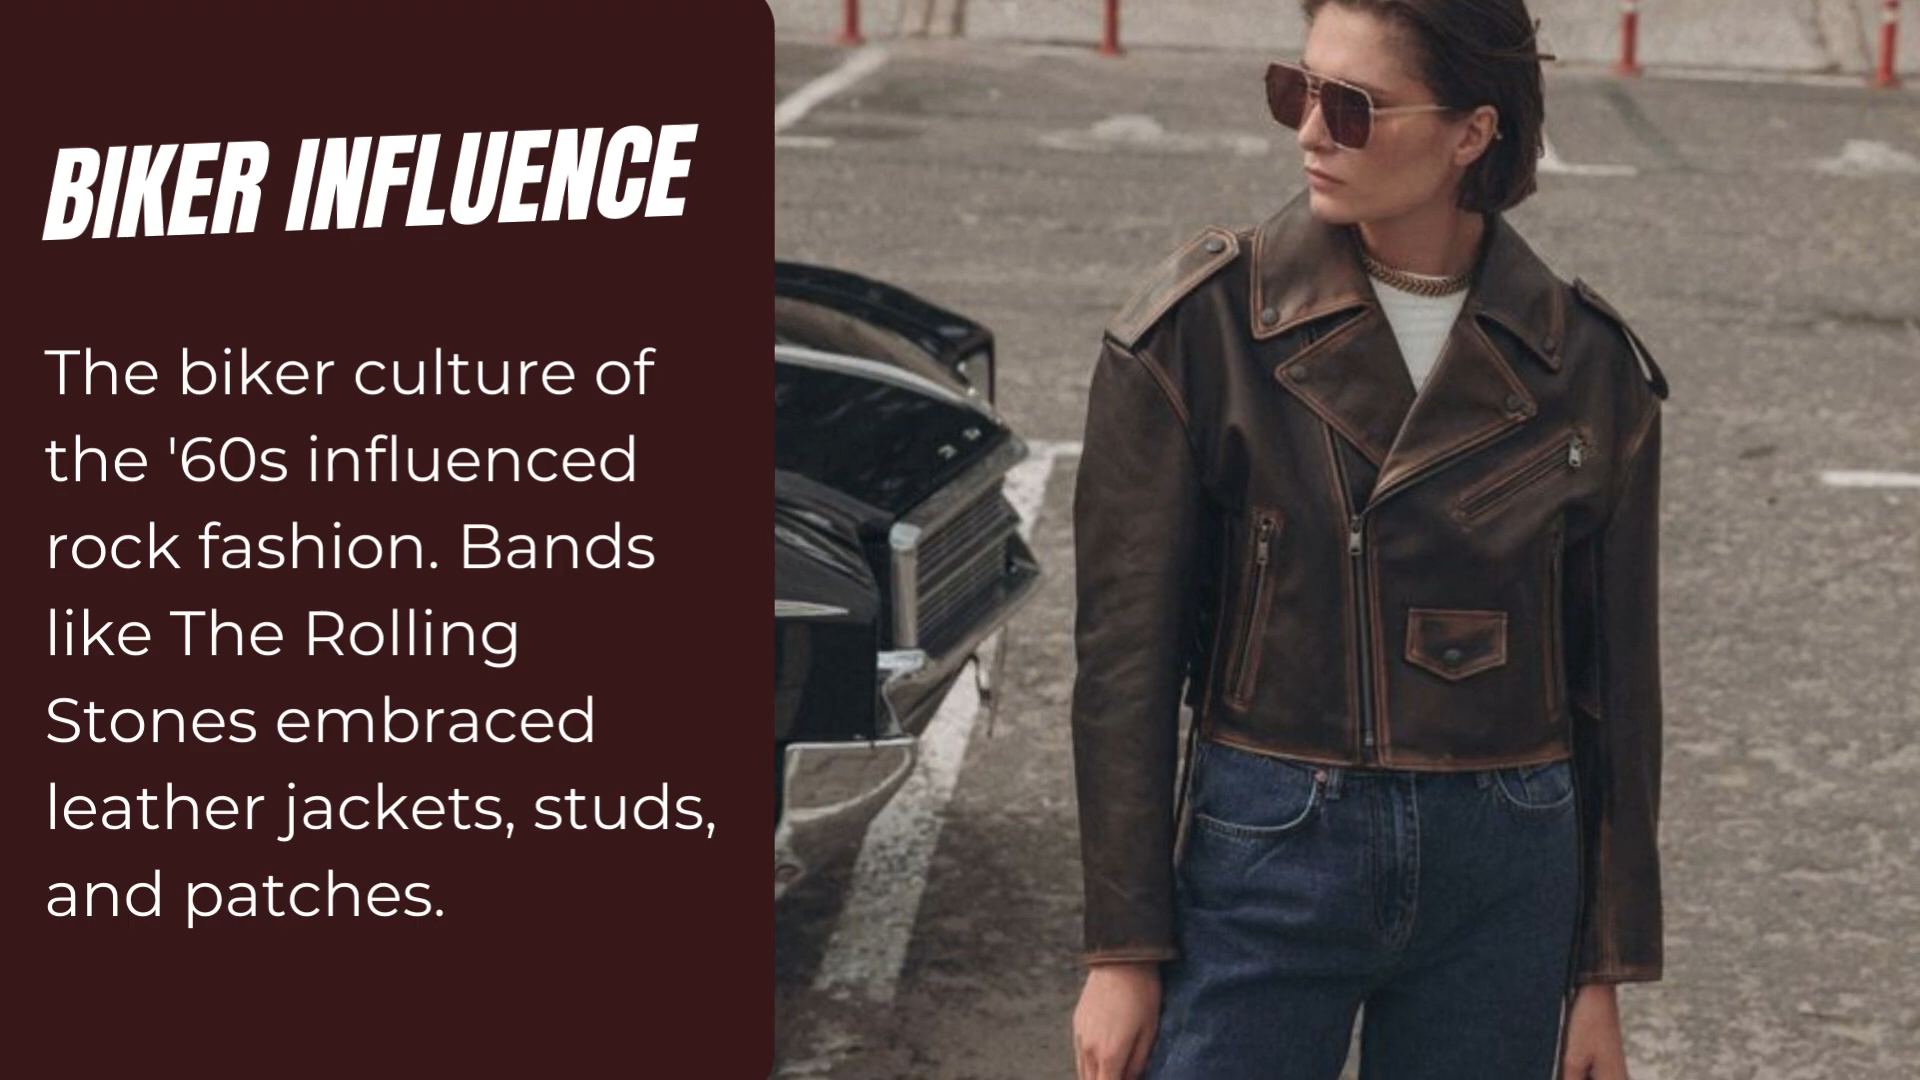 BIKER INFLUENCE
The biker culture of
the '60s influenced
rock fashion. Bands
like The Rolling
Stones embraced
leather jackets, studs,
and patches.